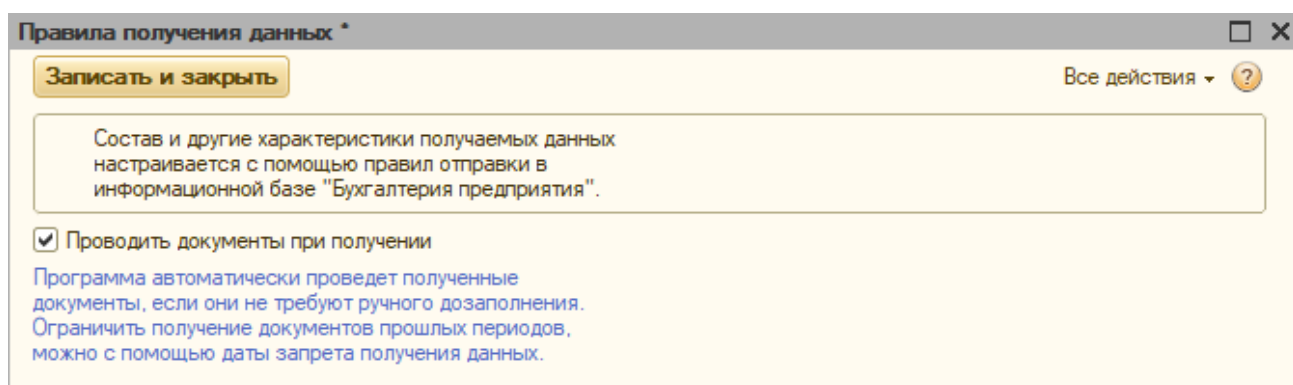 Правила получения данных *
Записать и закрыть
Все действия
?
Состав и другие характеристики получаемых данных
настраивается с помощью правил отправки в
информационной базе "Бухгалтерия предприятия".
Проводить документы при получении
Программа автоматически проведет полученные
документы, если они не требуют ручного дозаполнения.
Ограничить получение документов прошлых периодов,
можно с помощью даты запрета получения данных.